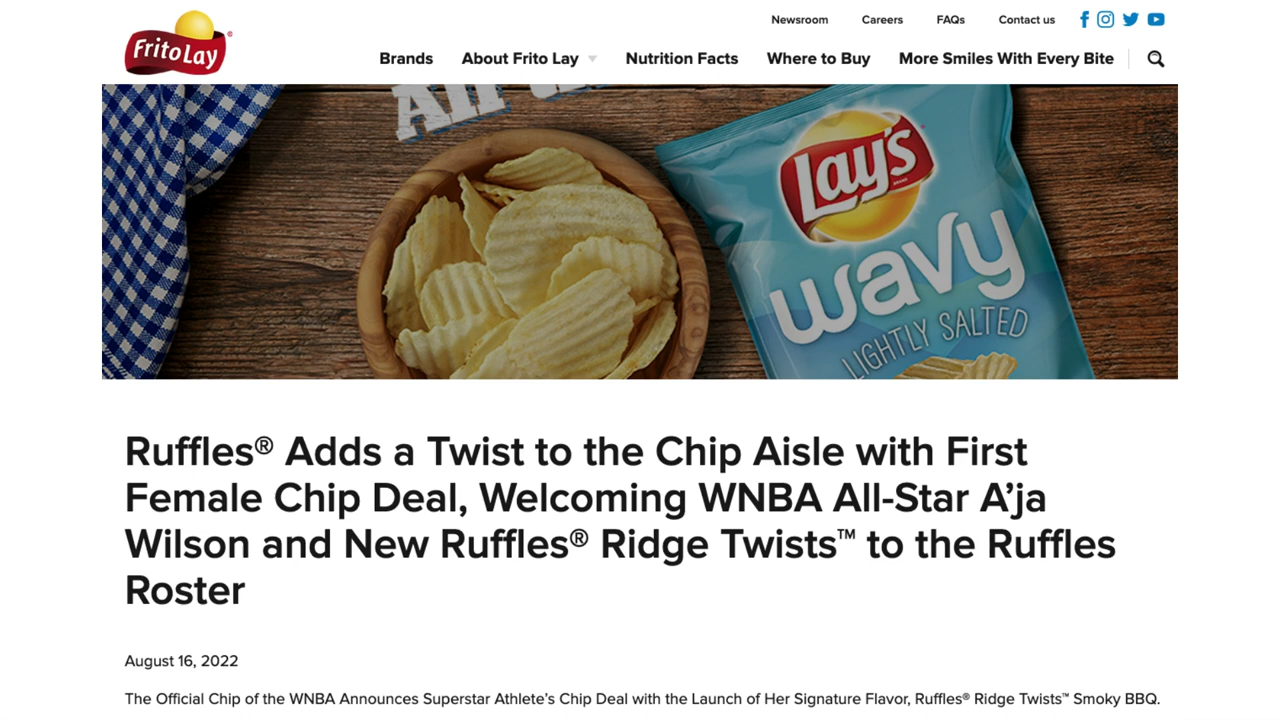 Newsroom Careers FAQs Contact us
Frito Lay®
Brands About Frito Lay Nutrition Facts Where to Buy More Smiles With Every Bite
Lay's
BRAND
wavy
LIGHTLY SALTED
Ruffles® Adds a Twist to the Chip Aisle with First
Female Chip Deal, Welcoming WNBA All-Star A’ja
Wilson and New Ruffles® Ridge Twists™ to the Ruffles
Roster
August 16, 2022
The Official Chip of the WNBA Announces Superstar Athlete’s Chip Deal with the Launch of Her Signature Flavor, Ruffles® Ridge Twists™ Smoky BBQ.